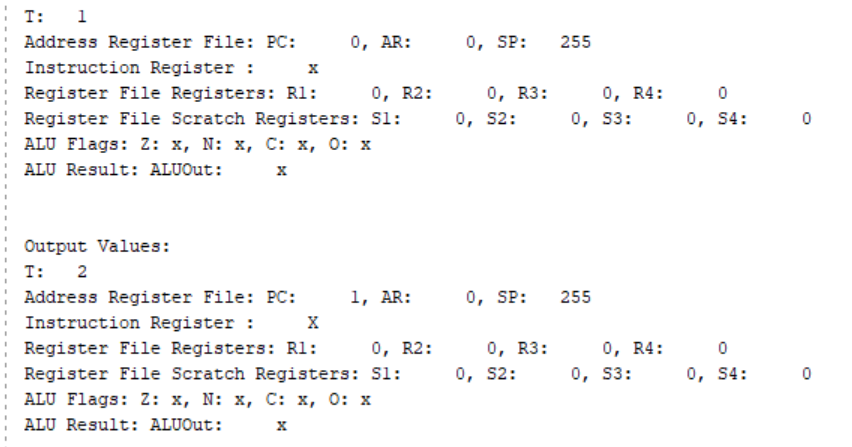 T: 1
Address Register File: PC: 0, AR: 0, SP: 255
Instruction Register : x
Register File Registers: R1: 0, R2: 0, R3: 0, R4: 0
Register File Scratch Registers: S1: 0, S2: 0, S3: 0, S4: 0
ALU Flags: Z: x, N: x, C: x, O: x
ALU Result: ALUOut: x
Output Values:
T: 2
Address Register File: PC: 1, AR: 0, SP: 255
Instruction Register : X
Register File Registers: R1: 0, R2: 0, R3: 0, R4: 0
Register File Scratch Registers: S1: 0, S2: 0, S3: 0, S4: 0
ALU Flags: Z: x, N: x, C: x, O: x
ALU Result: ALUOut: x